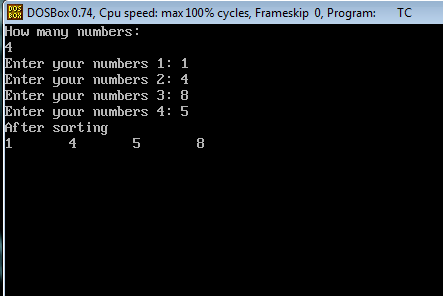 DOS BOX DOSBox 0.74, Cpu speed: max 100% cycles, Frameskip 0, Program: TC
How many numbers:
4
Enter your numbers 1: 1
Enter your numbers 2: 4
Enter your numbers 3: 8
Enter your numbers 4: 5
After sorting
1 4 5 8